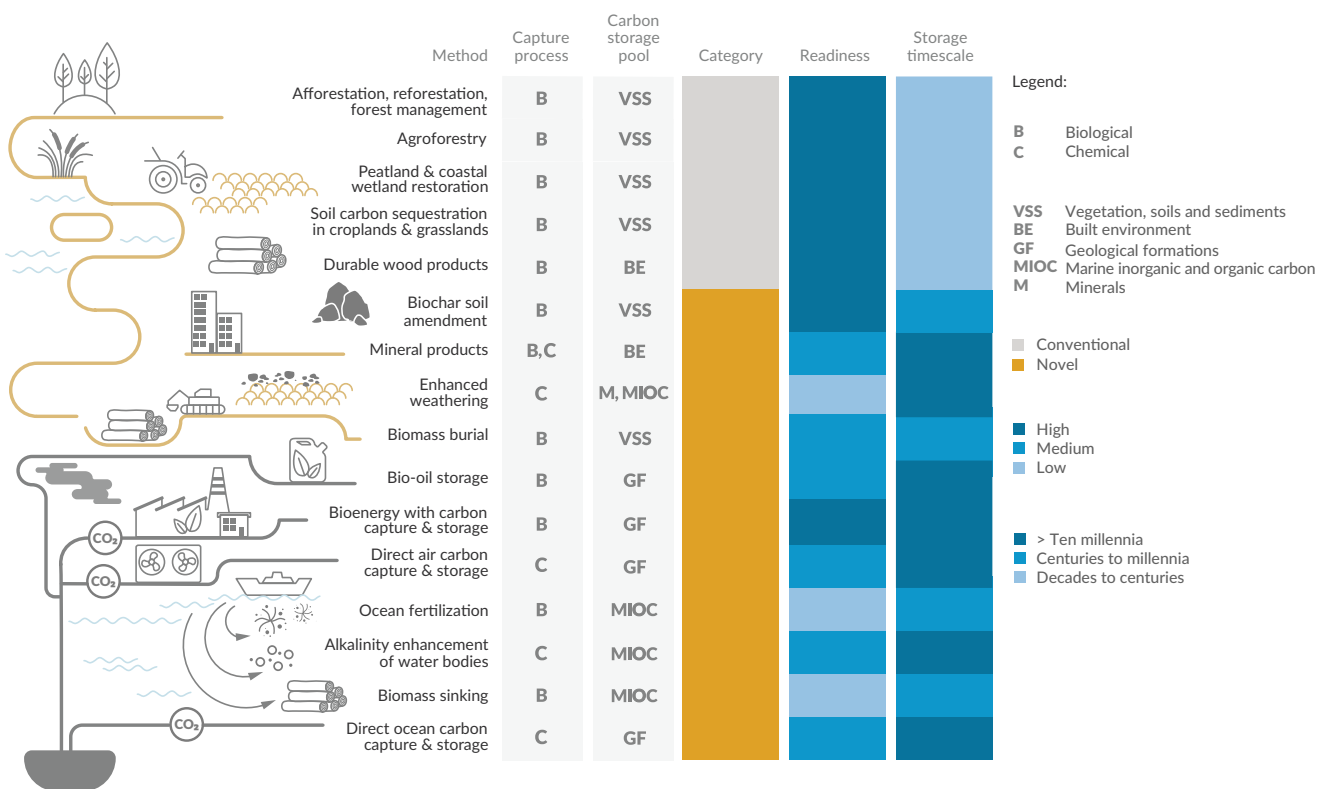 Method
Capture
process
Carbon
storage
pool
Category
Readiness
Storage
timescale
Afforestation, reforestation,
forest management
B
VSS
Agroforestry
B
VSS
Peatland & coastal
wetland restoration
B
VSS
Soil carbon sequestration
in croplands & grasslands
B
VSS
Durable wood products
B
BE
Biochar soil
amendment
B
VSS
Mineral products
B,C
BE
Enhanced
weathering
C
M, MIOC
Biomass burial
B
VSS
Bio-oil storage
B
GF
Bioenergy with carbon
capture & storage
B
GF
Direct air carbon
capture & storage
C
GF
Ocean fertilization
B
MIOC
Alkalinity enhancement
of water bodies
C
MIOC
Biomass sinking
B
MIOC
Direct ocean carbon
capture & storage
C
GF
CO₂
CO₂
CO₂
Legend:
B Biological
C Chemical
VSS Vegetation, soils and sediments
BE Built environment
GF Geological formations
MIOC Marine inorganic and organic carbon
M Minerals
Conventional
Novel
High
Medium
Low
> Ten millennia
Centuries to millennia
Decades to centuries